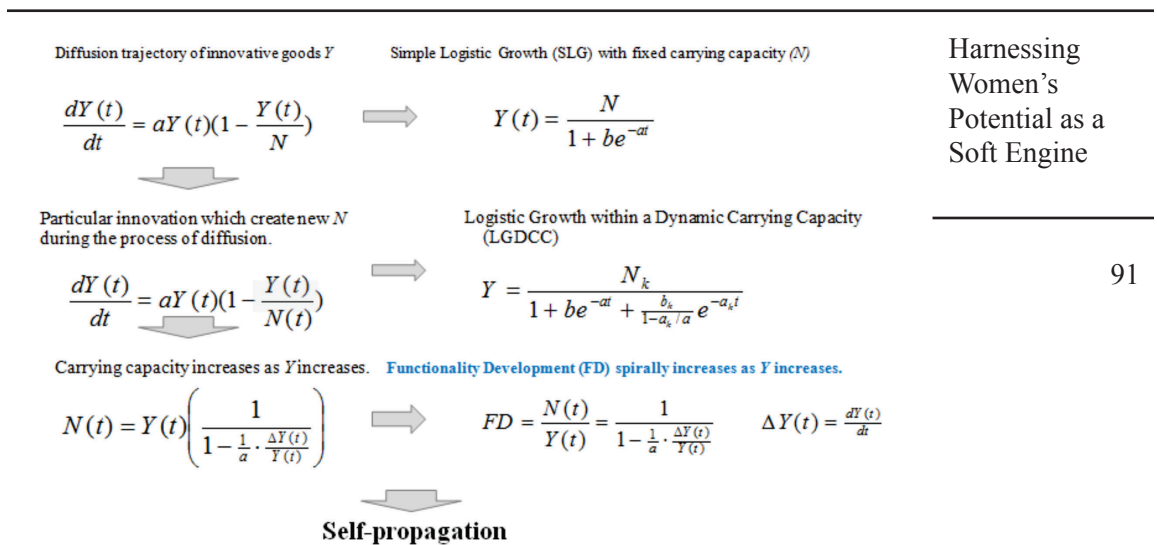 Diffusion trajectory of innovative goods Y
Simple Logistic Growth (SLG) with fixed carrying capacity (N)
dY(t)/dt = aY(t)(1 − Y(t)/N)
Y(t) = N/(1 + be^{−at})
Particular innovation which create new N
during the process of diffusion.
Logistic Growth within a Dynamic Carrying Capacity
(LGDCC)
dY(t)/dt = aY(t)(1 − Y(t)/N(t))
Y = N_k/(1 + be^{−at} + b_k/(1−a_k/a) e^{−a_k t})
Carrying capacity increases as Y increases.
Functionality Development (FD) spirally increases as Y increases.
N(t) = Y(t)(1/(1 − 1/a · ΔY(t)/Y(t)))
FD = N(t)/Y(t) = 1/(1 − 1/a · ΔY(t)/Y(t))
ΔY(t) = dY(t)/dt
Self-propagation
Harnessing
Women's
Potential as a
Soft Engine
91